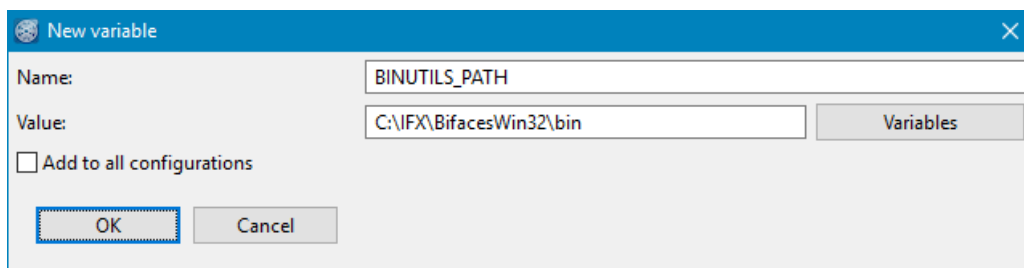 New variable
Name: BINUTILS_PATH
Value: C:\IFX\BifacesWin32\bin Variables
Add to all configurations
OK Cancel